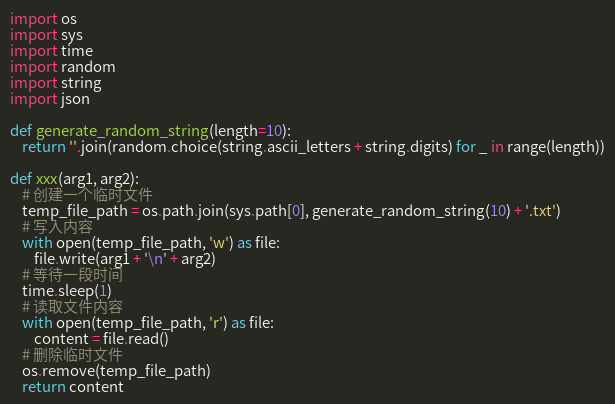 import os
import sys
import time
import random
import string
import json

def generate_random_string(length=10):
    return ''.join(random.choice(string.ascii_letters + string.digits) for _ in range(length))

def xxx(arg1, arg2):
    # 创建一个临时文件
    temp_file_path = os.path.join(sys.path[0], generate_random_string(10) + '.txt')
    # 写入内容
    with open(temp_file_path, 'w') as file:
        file.write(arg1 + '\n' + arg2)
    # 等待一段时间
    time.sleep(1)
    # 读取文件内容
    with open(temp_file_path, 'r') as file:
        content = file.read()
    # 删除临时文件
    os.remove(temp_file_path)
    return content